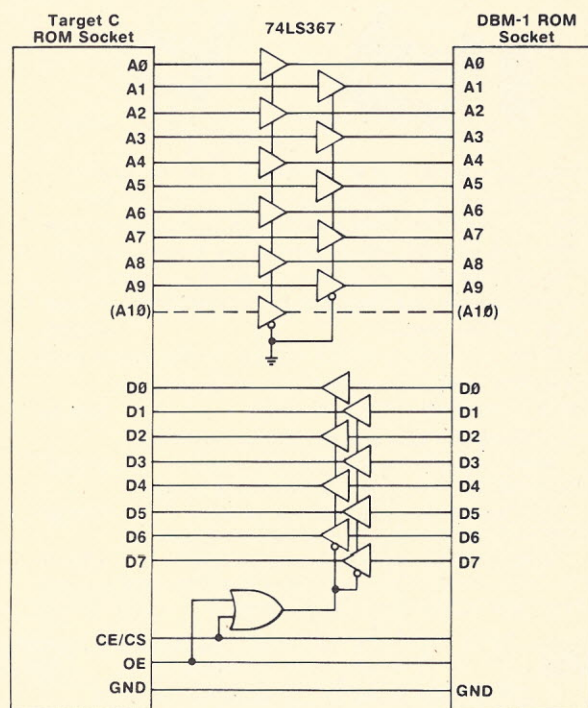 Target C
ROM Socket
74LS367
DBM-1 ROM
Socket
AØ AØ
A1 A1
A2 A2
A3 A3
A4 A4
A5 A5
A6 A6
A7 A7
A8 A8
A9 A9
(A1Ø) (A1Ø)
DØ DØ
D1 D1
D2 D2
D3 D3
D4 D4
D5 D5
D6 D6
D7 D7
CE/CS
OE
GND GND